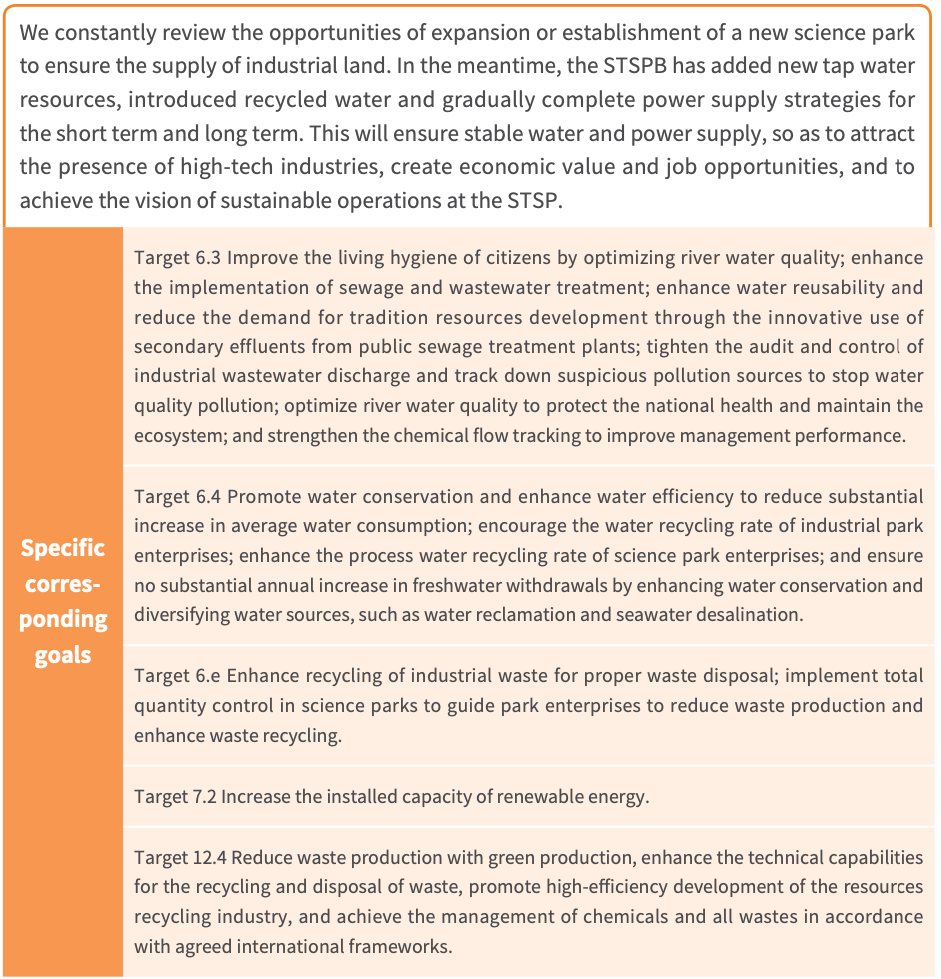 We constantly review the opportunities of expansion or establishment of a new science park
to ensure the supply of industrial land. In the meantime, the STSPB has added new tap water
resources, introduced recycled water and gradually complete power supply strategies for
the short term and long term. This will ensure stable water and power supply, so as to attract
the presence of high-tech industries, create economic value and job opportunities, and to
achieve the vision of sustainable operations at the STSP.
Specific
corres-
ponding
goals
Target 6.3 Improve the living hygiene of citizens by optimizing river water quality; enhance
the implementation of sewage and wastewater treatment; enhance water reusability and
reduce the demand for tradition resources development through the innovative use of
secondary effluents from public sewage treatment plants; tighten the audit and control of
industrial wastewater discharge and track down suspicious pollution sources to stop water
quality pollution; optimize river water quality to protect the national health and maintain the
ecosystem; and strengthen the chemical flow tracking to improve management performance.
Target 6.4 Promote water conservation and enhance water efficiency to reduce substantial
increase in average water consumption; encourage the water recycling rate of industrial park
enterprises; enhance the process water recycling rate of science park enterprises; and ensure
no substantial annual increase in freshwater withdrawals by enhancing water conservation and
diversifying water sources, such as water reclamation and seawater desalination.
Target 6.e Enhance recycling of industrial waste for proper waste disposal; implement total
quantity control in science parks to guide park enterprises to reduce waste production and
enhance waste recycling.
Target 7.2 Increase the installed capacity of renewable energy.
Target 12.4 Reduce waste production with green production, enhance the technical capabilities
for the recycling and disposal of waste, promote high-efficiency development of the resources
recycling industry, and achieve the management of chemicals and all wastes in accordance
with agreed international frameworks.